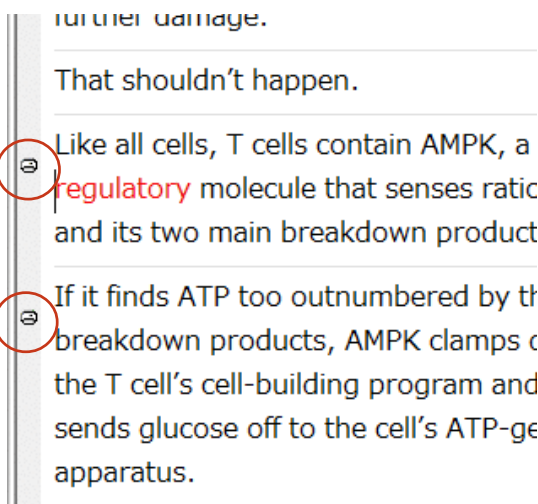 further damage.
That shouldn’t happen.
Like all cells, T cells contain AMPK, a
regulatory molecule that senses ratio
and its two main breakdown product
If it finds ATP too outnumbered by th
breakdown products, AMPK clamps
the T cell’s cell-building program and
sends glucose off to the cell’s ATP-ge
apparatus.